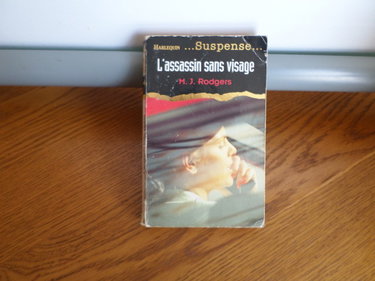 HARLEQUIN ...Suspense...
L'assassin sans visage
M. J. Rodgers